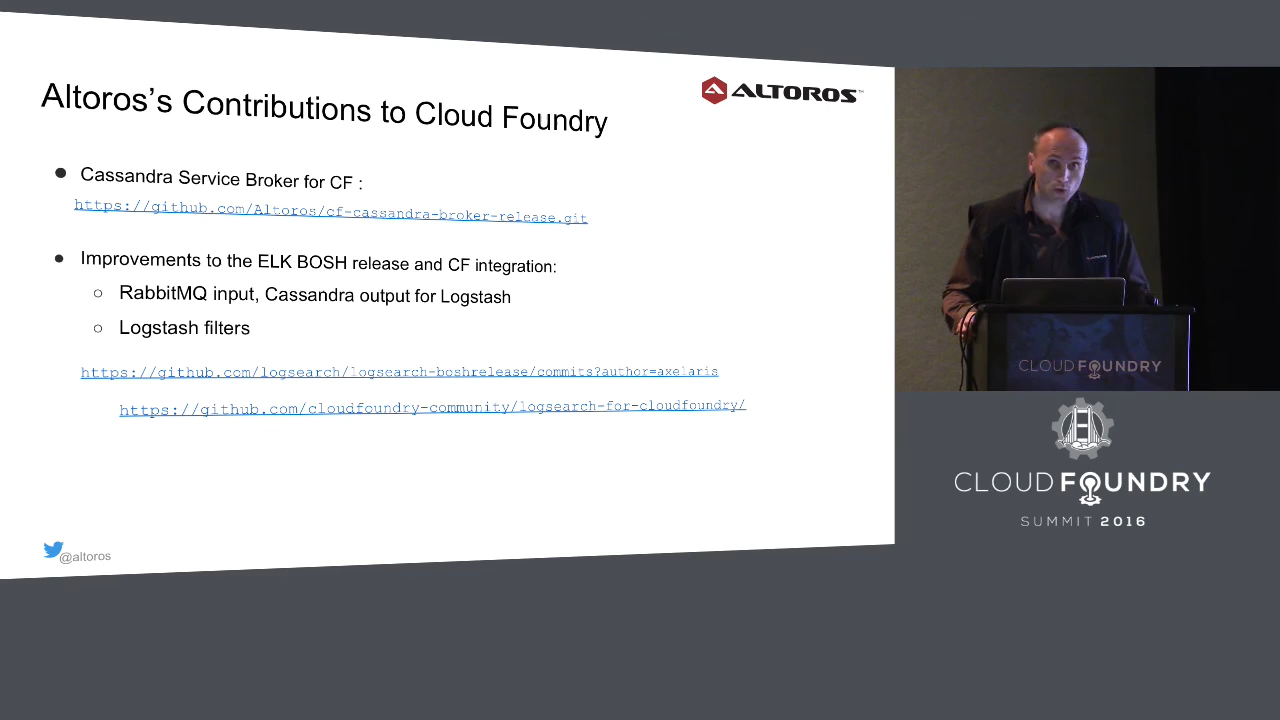 Altoros's Contributions to Cloud Foundry
ALTOROS
● Cassandra Service Broker for CF :
https://github.com/Altoros/cf-cassandra-broker-release.git
● Improvements to the ELK BOSH release and CF integration:
○ RabbitMQ input, Cassandra output for Logstash
○ Logstash filters
https://github.com/logsearch/logsearch-boshrelease/commits?author=axelaris
https://github.com/cloudfoundry-community/logsearch-for-cloudfoundry/
@altoros
CLOUD FOUNDRY
CLOUD FOUNDRY
SUMMIT 2016